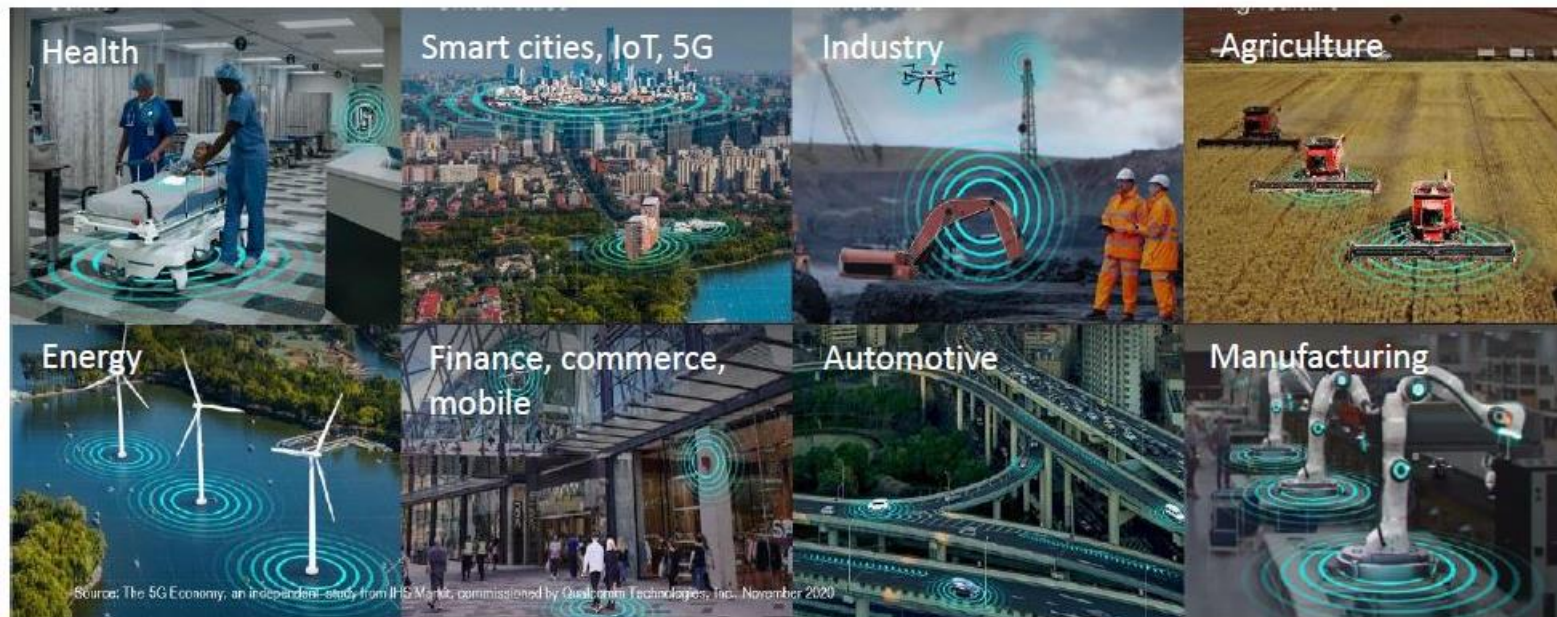 Health
Smart cities, IoT, 5G
Industry
Agriculture
Energy
Finance, commerce,
mobile
Automotive
Manufacturing
Source: The 5G Economy, an independent study from IHS Markit, commissioned by Qualcomm Technologies, Inc., November 2020